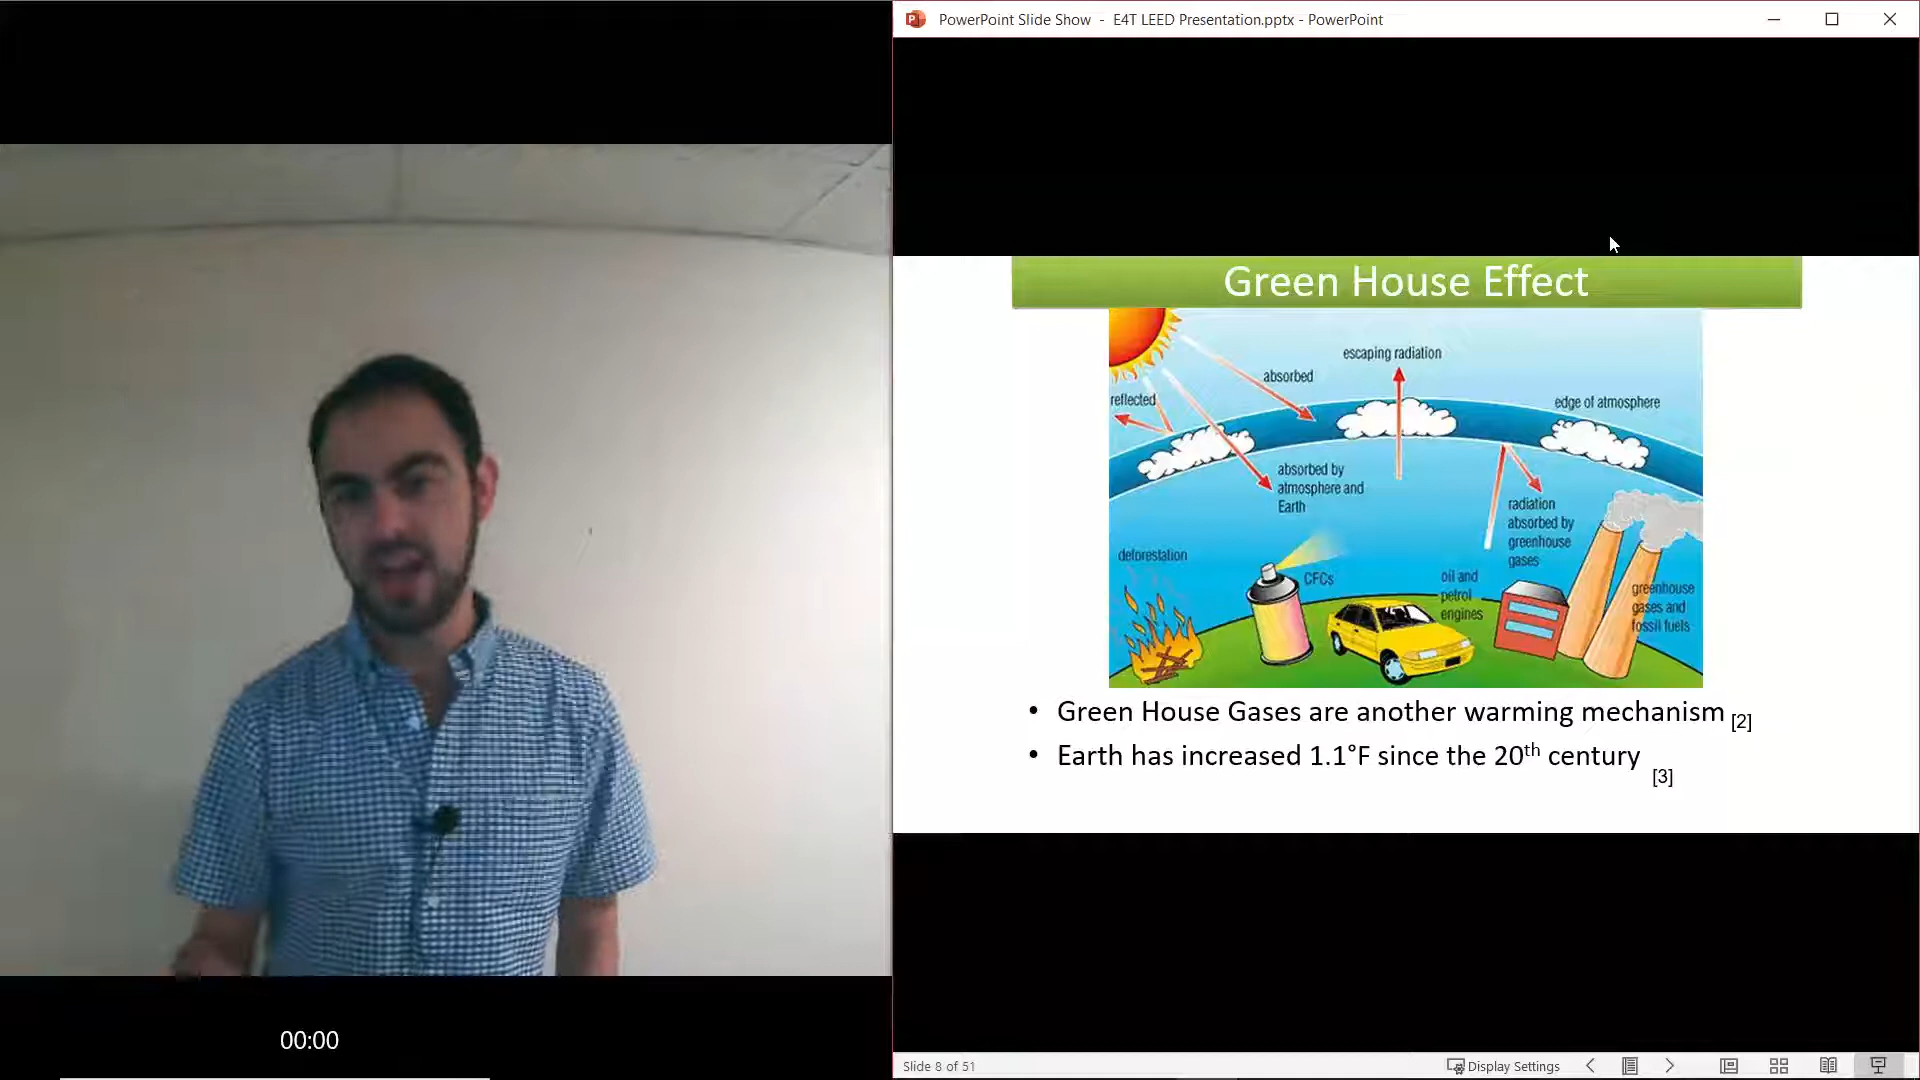 PowerPoint Slide Show - E4T LEED Presentation.pptx - PowerPoint
Green House Effect
escaping radiation
absorbed
reflected
edge of atmosphere
absorbed by
atmosphere and
Earth
radiation
absorbed by
greenhouse
gases
deforestation
CFCs
oil and
petrol
engines
greenhouse
gases and
fossil fuels
• Green House Gases are another warming mechanism [2]
• Earth has increased 1.1°F since the 20th century [3]
00:00
Slide 8 of 51
Display Settings